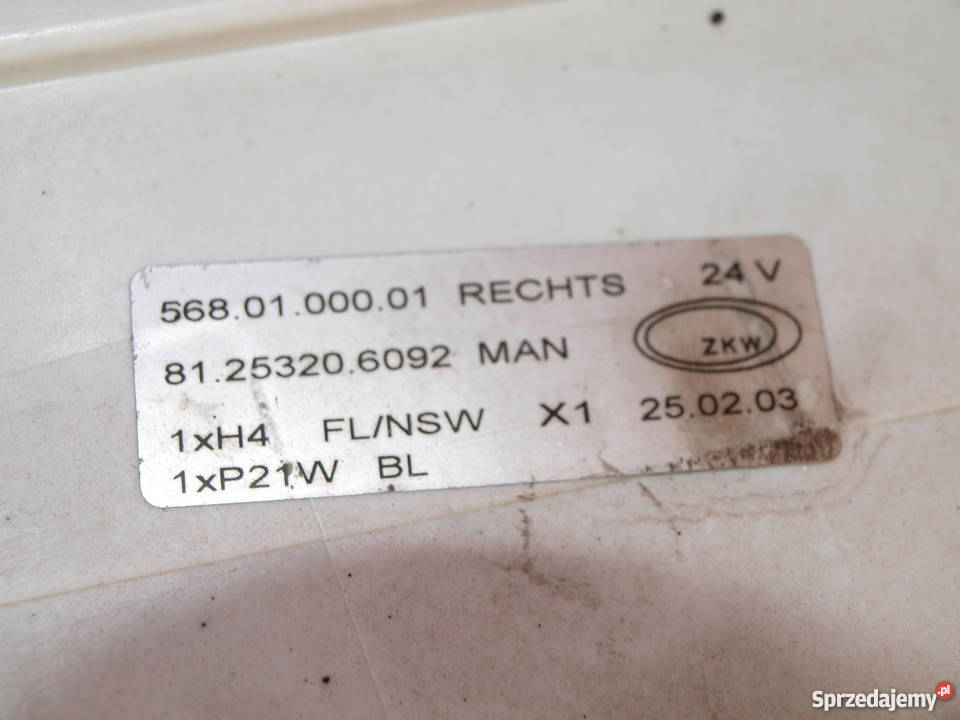 568.01.000.01 RECHTS 24 V
81.25320.6092 MAN ZKW
1xH4 FL/NSW X1 25.02.03
1xP21W BL
Sprzedajemy.pl